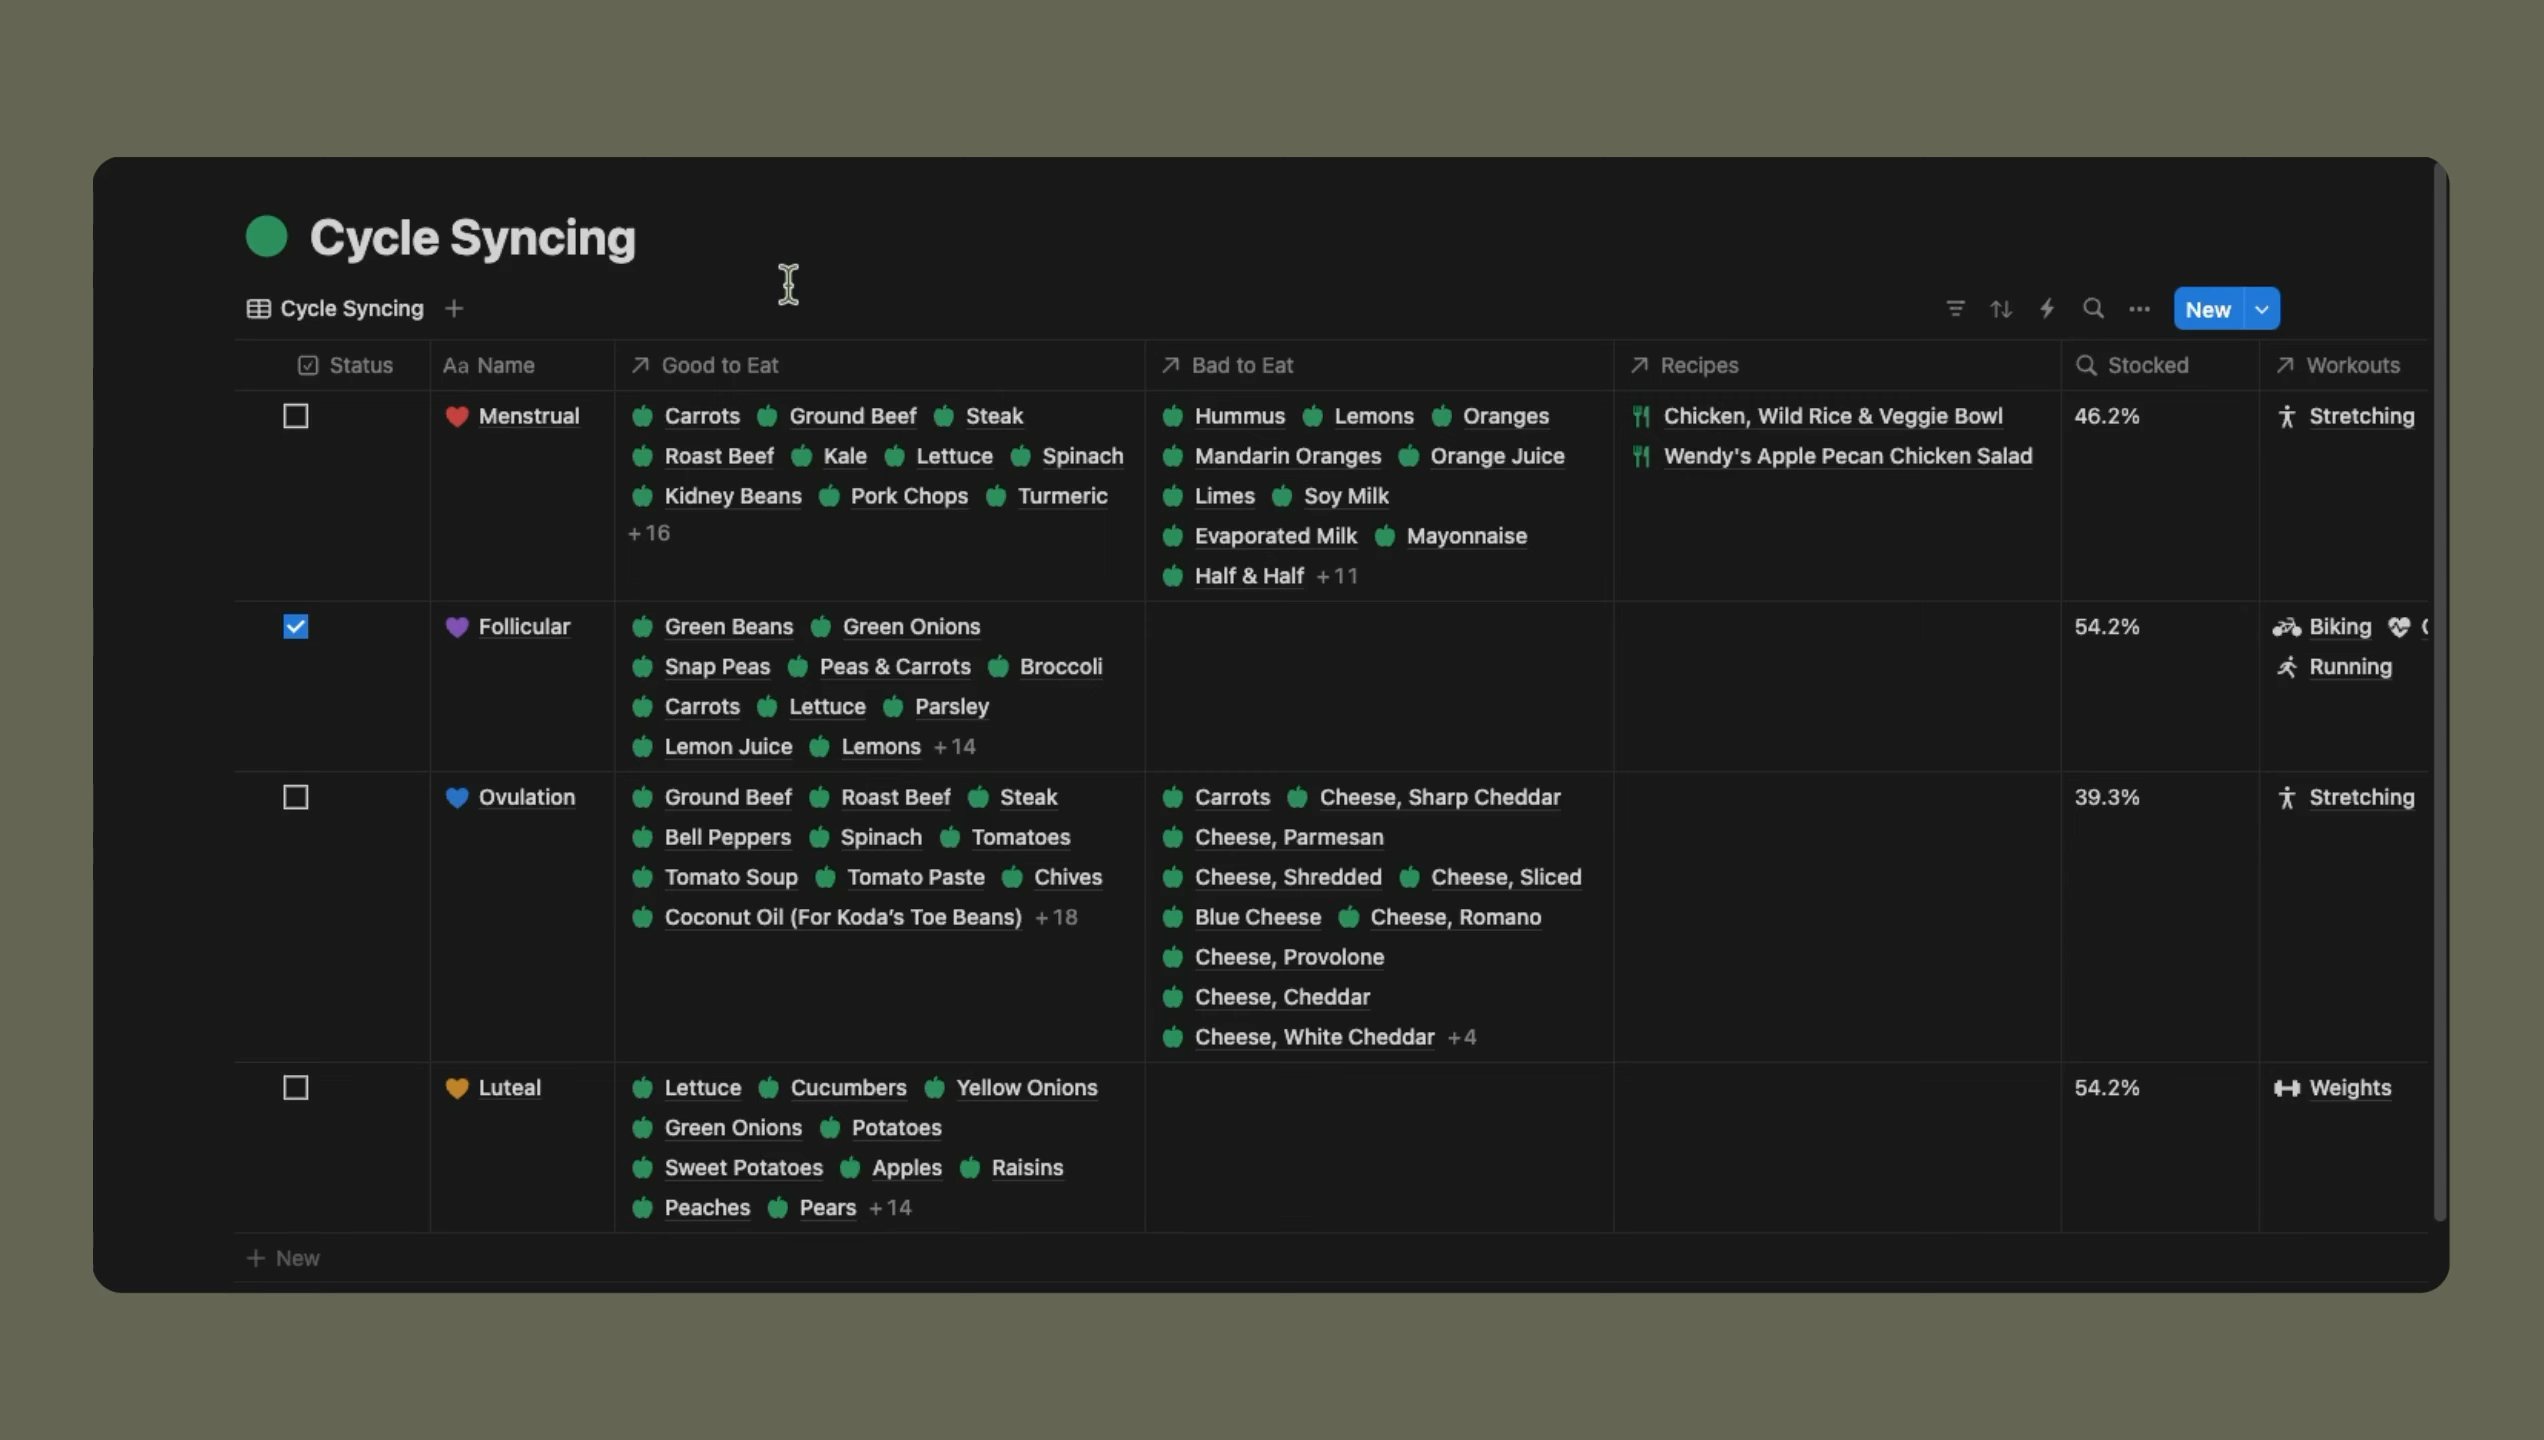 Cycle Syncing
Cycle Syncing
New
Status
Aa Name
Good to Eat
Bad to Eat
Recipes
Stocked
Workouts
Menstrual
Carrots Ground Beef Steak
Roast Beef Kale Lettuce Spinach
Kidney Beans Pork Chops Turmeric
+16
Hummus Lemons Oranges
Mandarin Oranges Orange Juice
Limes Soy Milk
Evaporated Milk Mayonnaise
Half & Half +11
Chicken, Wild Rice & Veggie Bowl
Wendy's Apple Pecan Chicken Salad
46.2%
Stretching
Follicular
Green Beans Green Onions
Snap Peas Peas & Carrots Broccoli
Carrots Lettuce Parsley
Lemon Juice Lemons +14
54.2%
Biking
Running
Ovulation
Ground Beef Roast Beef Steak
Bell Peppers Spinach Tomatoes
Tomato Soup Tomato Paste Chives
Coconut Oil (For Koda's Toe Beans) +18
Carrots Cheese, Sharp Cheddar
Cheese, Parmesan
Cheese, Shredded Cheese, Sliced
Blue Cheese Cheese, Romano
Cheese, Provolone
Cheese, Cheddar
Cheese, White Cheddar +4
39.3%
Stretching
Luteal
Lettuce Cucumbers Yellow Onions
Green Onions Potatoes
Sweet Potatoes Apples Raisins
Peaches Pears +14
54.2%
Weights
+ New